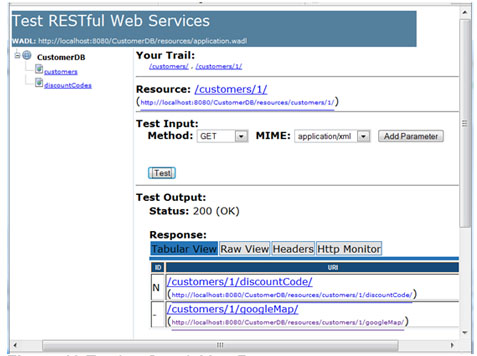 Test RESTful Web Services
WADL: http://localhost:8080/CustomerDB/resources/application.wadl
CustomerDB
customers
discountCodes
Your Trail:
/customers/ , /customers/1/
Resource: /customers/1/
(http://localhost:8080/CustomerDB/resources/customers/1/)
Test Input:
Method: GET MIME: application/xml Add Parameter
Test
Test Output:
Status: 200 (OK)
Response:
Tabular View Raw View Headers Http Monitor
ID URI
N /customers/1/discountCode/
(http://localhost:8080/CustomerDB/resources/customers/1/discountCode/)
- /customers/1/googleMap/
(http://localhost:8080/CustomerDB/resources/customers/1/googleMap/)